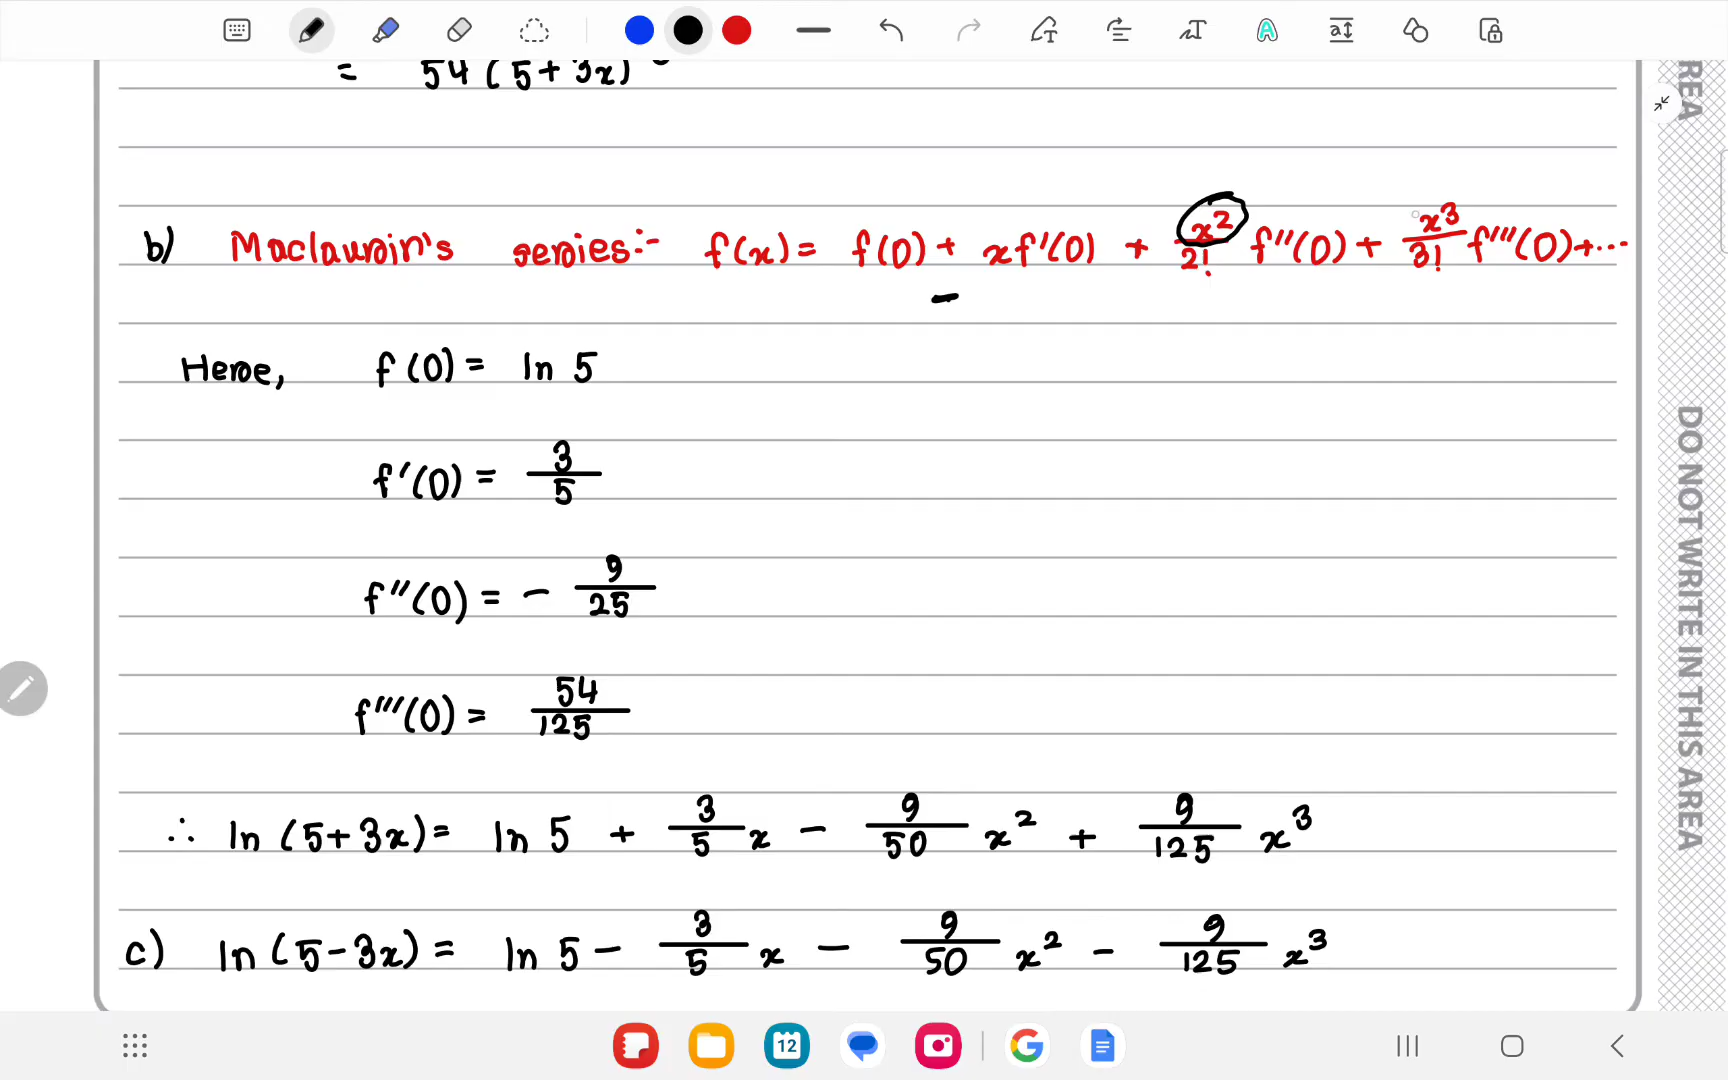 = 54 (5+3x)
b) Maclaurin's series:- f(x) = f(0) + xf'(0) + x²/2! f''(0) + x³/3! f'''(0) + ...
Here, f(0) = ln 5
f'(0) = 3/5
f''(0) = - 9/25
f'''(0) = 54/125
∴ ln (5+3x) = ln 5 + 3/5 x - 9/50 x² + 9/125 x³
c) ln (5-3x) = ln 5 - 3/5 x - 9/50 x² - 9/125 x³
REA
DO NOT WRITE IN THIS AREA
12